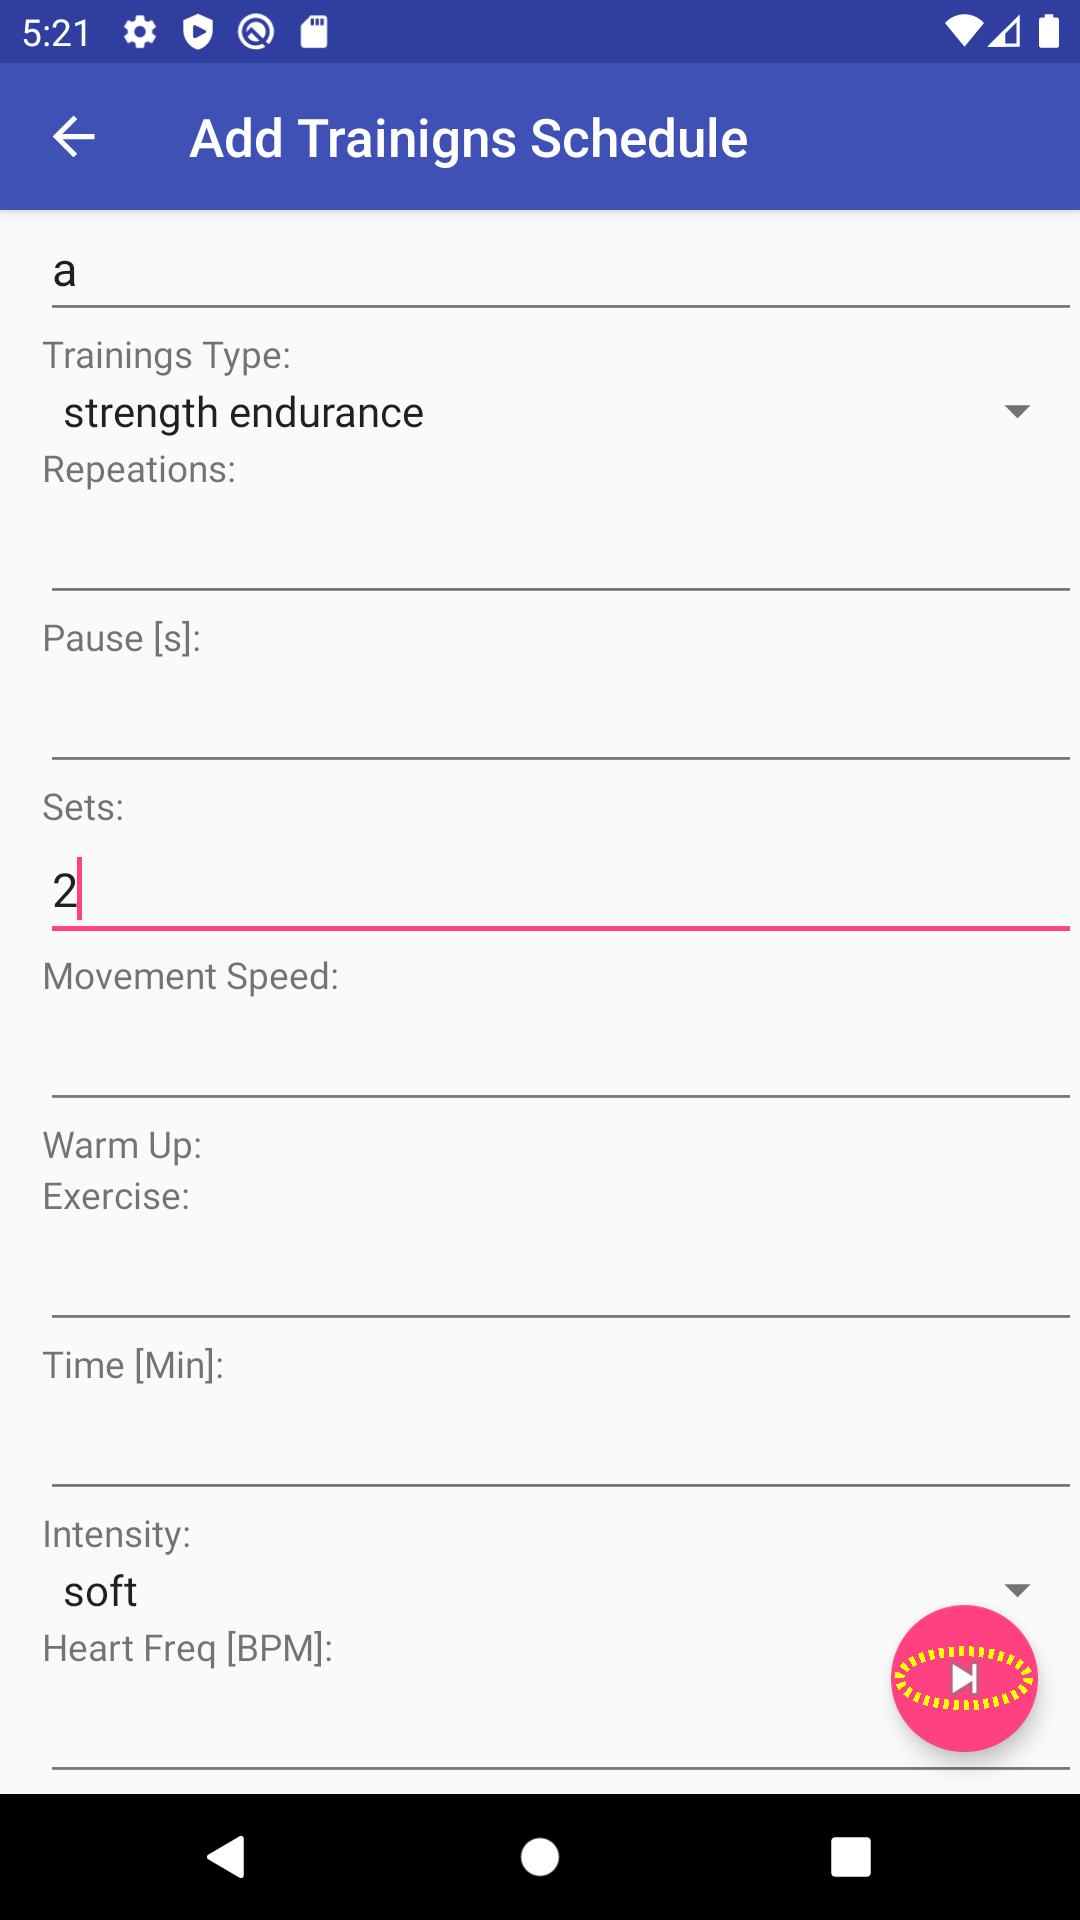 5:21
Add Trainigns Schedule
a
Trainings Type:
strength endurance
Repeations:
Pause [s]:
Sets:
2
Movement Speed:
Warm Up:
Exercise:
Time [Min]:
Intensity:
soft
Heart Freq [BPM]: